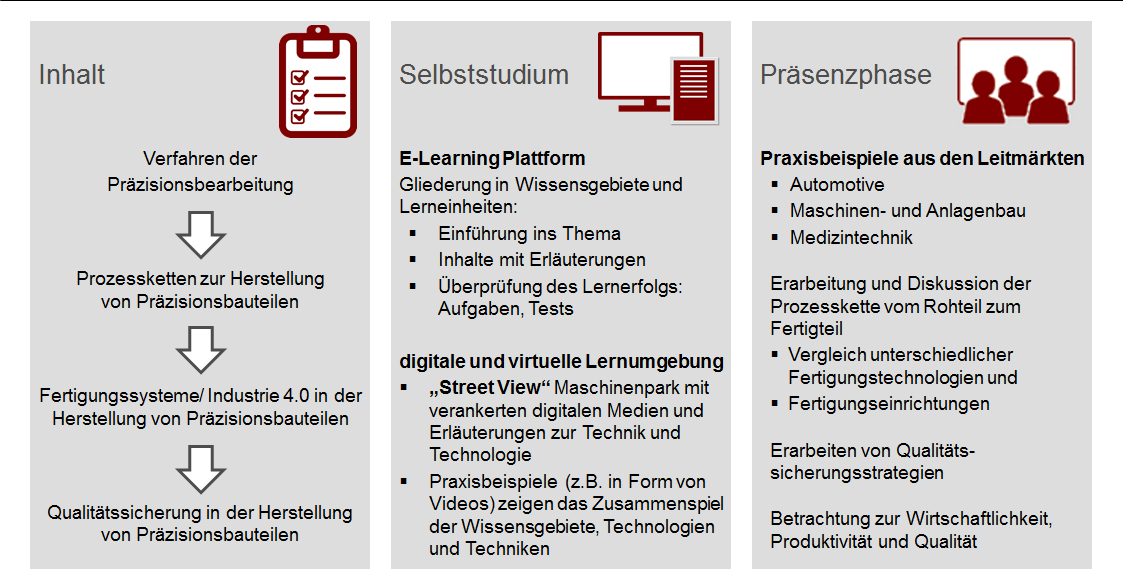 Inhalt
Verfahren der
Präzisionsbearbeitung
Prozessketten zur Herstellung
von Präzisionsbauteilen
Fertigungssysteme/ Industrie 4.0 in der
Herstellung von Präzisionsbauteilen
Qualitätssicherung in der Herstellung
von Präzisionsbauteilen
Selbststudium
E-Learning Plattform
Gliederung in Wissensgebiete und
Lerneinheiten:
▪ Einführung ins Thema
▪ Inhalte mit Erläuterungen
▪ Überprüfung des Lernerfolgs:
Aufgaben, Tests
digitale und virtuelle Lernumgebung
▪ „Street View“ Maschinenpark mit
verankerten digitalen Medien und
Erläuterungen zur Technik und
Technologie
▪ Praxisbeispiele (z.B. in Form von
Videos) zeigen das Zusammenspiel
der Wissensgebiete, Technologien
und Techniken
Präsenzphase
Praxisbeispiele aus den Leitmärkten
▪ Automotive
▪ Maschinen- und Anlagenbau
▪ Medizintechnik
Erarbeitung und Diskussion der
Prozesskette vom Rohteil zum
Fertigteil
▪ Vergleich unterschiedlicher
Fertigungstechnologien und
▪ Fertigungseinrichtungen
Erarbeiten von Qualitäts-
sicherungsstrategien
Betrachtung zur Wirtschaftlichkeit,
Produktivität und Qualität